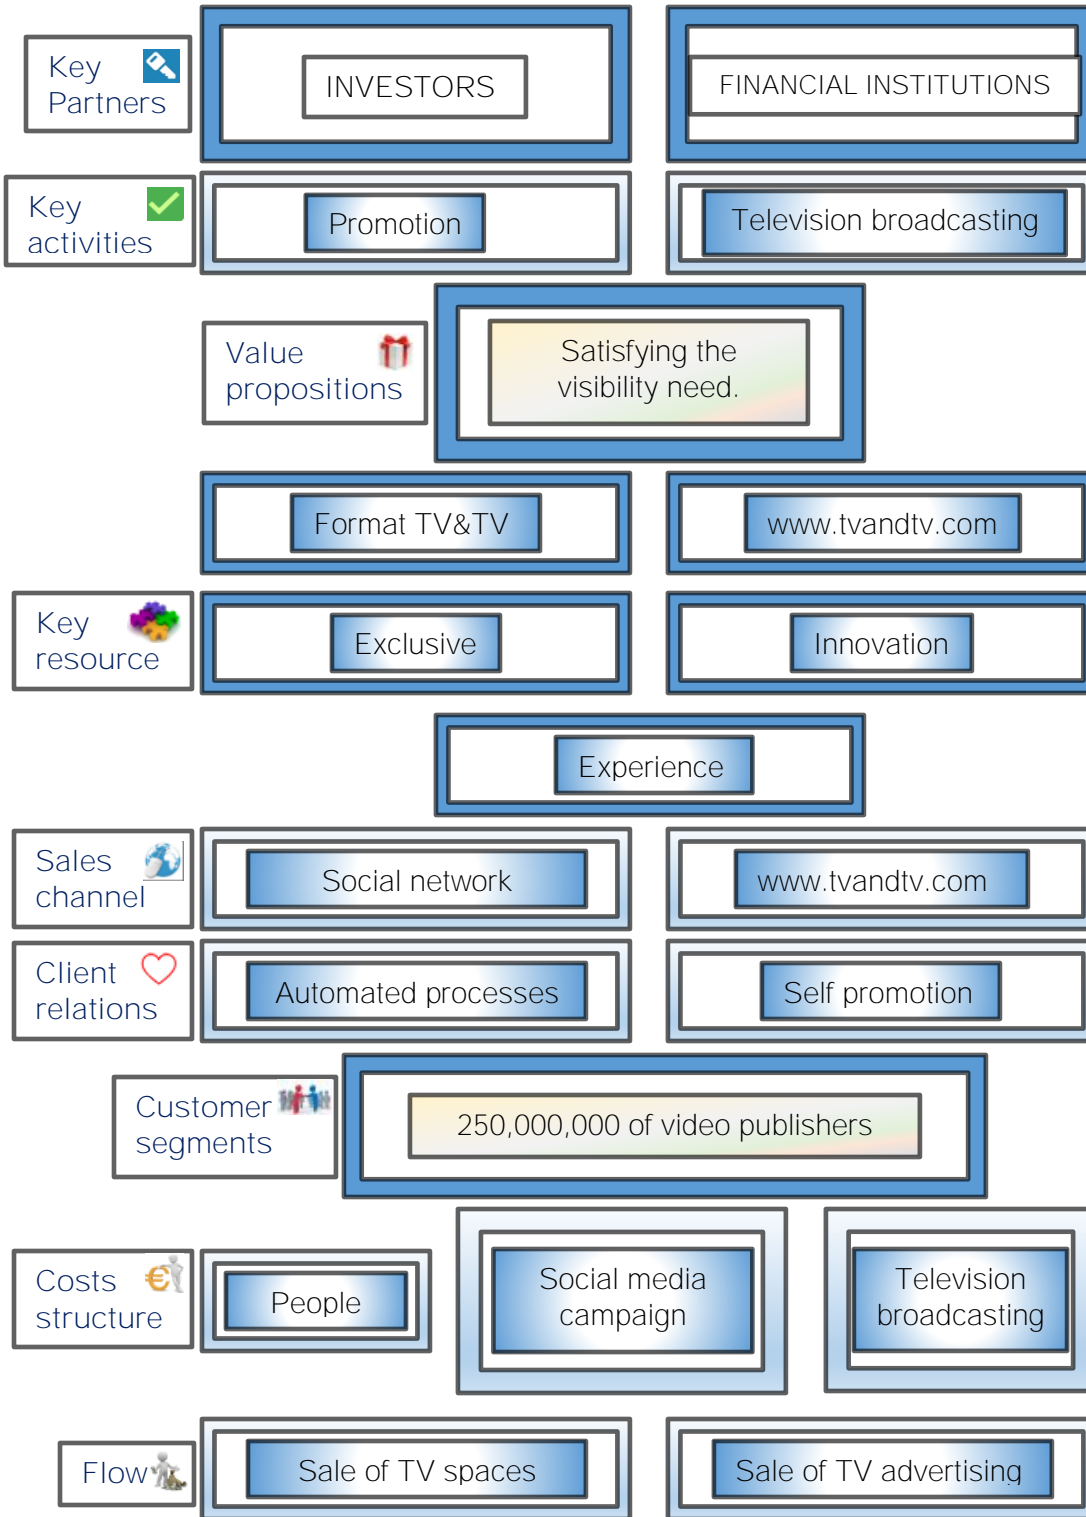 Key
Partners
INVESTORS
FINANCIAL INSTITUTIONS
Key
activities
Promotion
Television broadcasting
Value
propositions
Satisfying the
visibility need.
Format TV&TV
www.tvandtv.com
Key
resource
Exclusive
Innovation
Experience
Sales
channel
Social network
www.tvandtv.com
Client
relations
Automated processes
Self promotion
Customer
segments
250,000,000 of video publishers
Costs
structure
People
Social media
campaign
Television
broadcasting
Flow
Sale of TV spaces
Sale of TV advertising